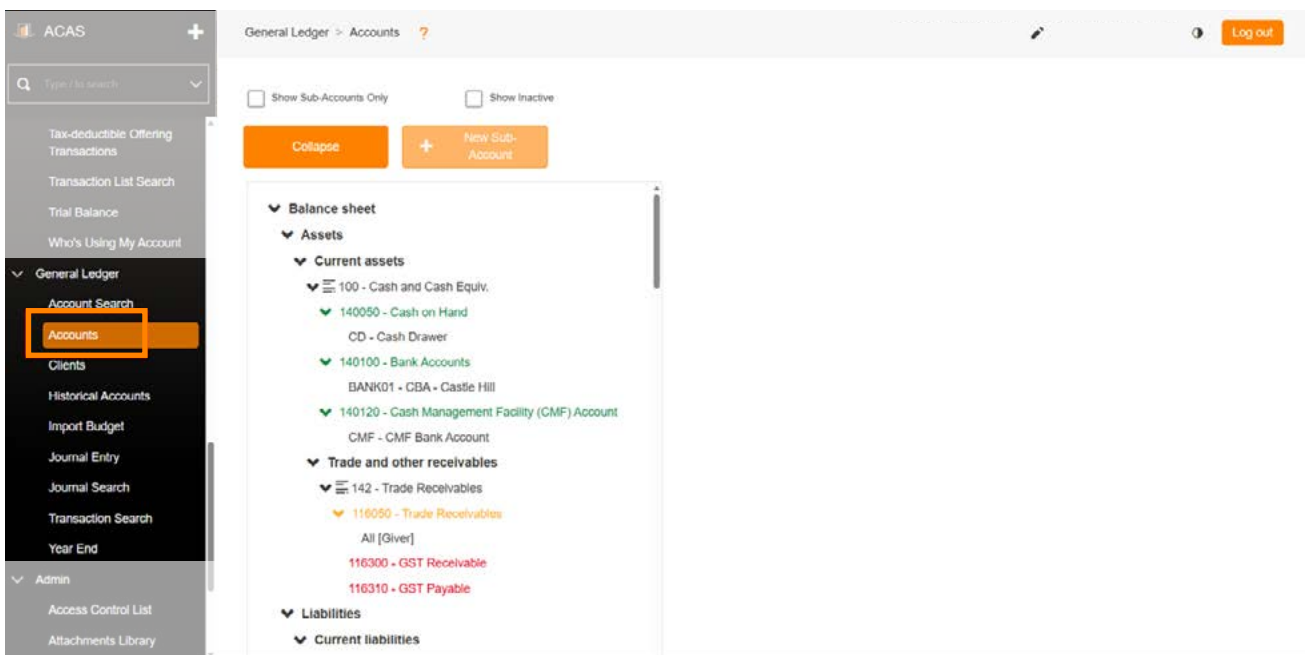 ACAS
General Ledger > Accounts ?
Log out
Type / to search
Show Sub-Accounts Only
Show Inactive
Collapse
New Sub-
Account
Tax-deductible Offering
Transactions
Transaction List Search
Trial Balance
Who's Using My Account
General Ledger
Account Search
Accounts
Clients
Historical Accounts
Import Budget
Journal Entry
Journal Search
Transaction Search
Year End
Admin
Access Control List
Attachments Library
Balance sheet
Assets
Current assets
100 - Cash and Cash Equiv.
140050 - Cash on Hand
CD - Cash Drawer
140100 - Bank Accounts
BANK01 - CBA - Castle Hill
140120 - Cash Management Facility (CMF) Account
CMF - CMF Bank Account
Trade and other receivables
142 - Trade Receivables
116050 - Trade Receivables
All [Giver]
116300 - GST Receivable
116310 - GST Payable
Liabilities
Current liabilities